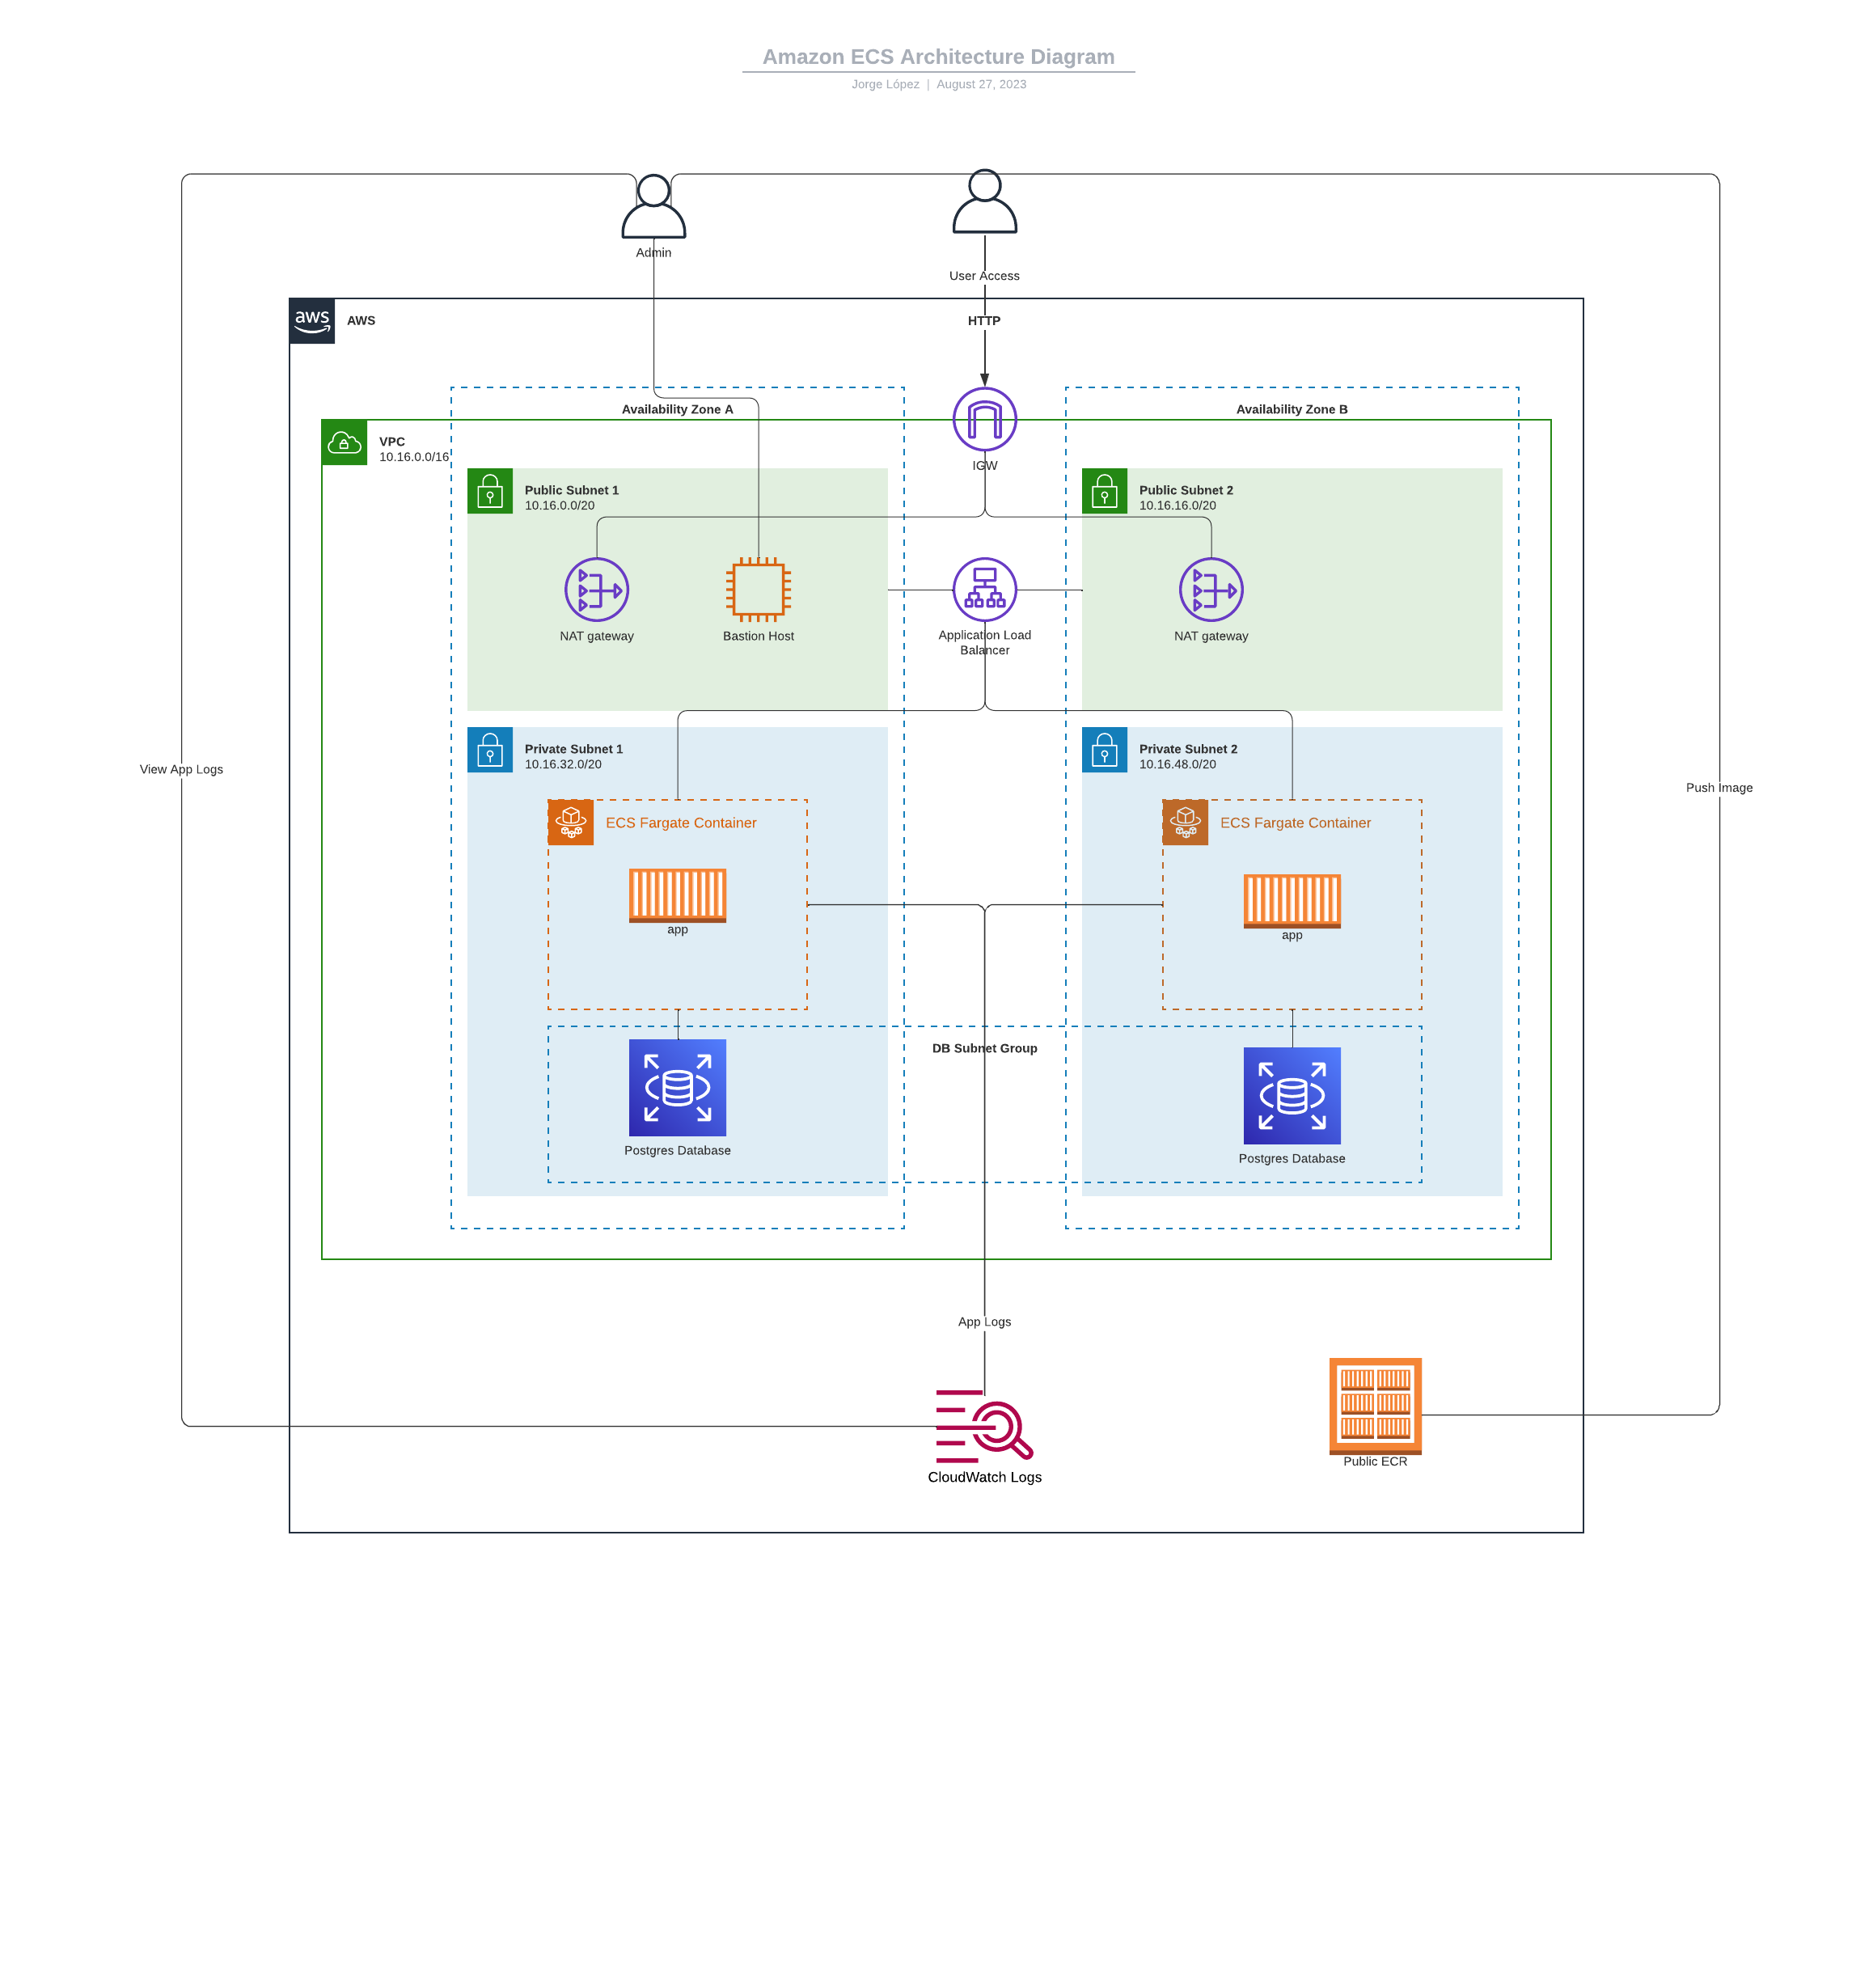 Amazon ECS Architecture Diagram
Jorge López | August 27, 2023
Admin
User Access
aws
AWS
HTTP
Availability Zone A
Availability Zone B
VPC
10.16.0.0/16
IGW
Public Subnet 1
10.16.0.0/20
Public Subnet 2
10.16.16.0/20
NAT gateway
Bastion Host
Application Load
Balancer
NAT gateway
Private Subnet 1
10.16.32.0/20
Private Subnet 2
10.16.48.0/20
View App Logs
Push Image
ECS Fargate Container
ECS Fargate Container
app
app
DB Subnet Group
Postgres Database
Postgres Database
App Logs
Public ECR
CloudWatch Logs